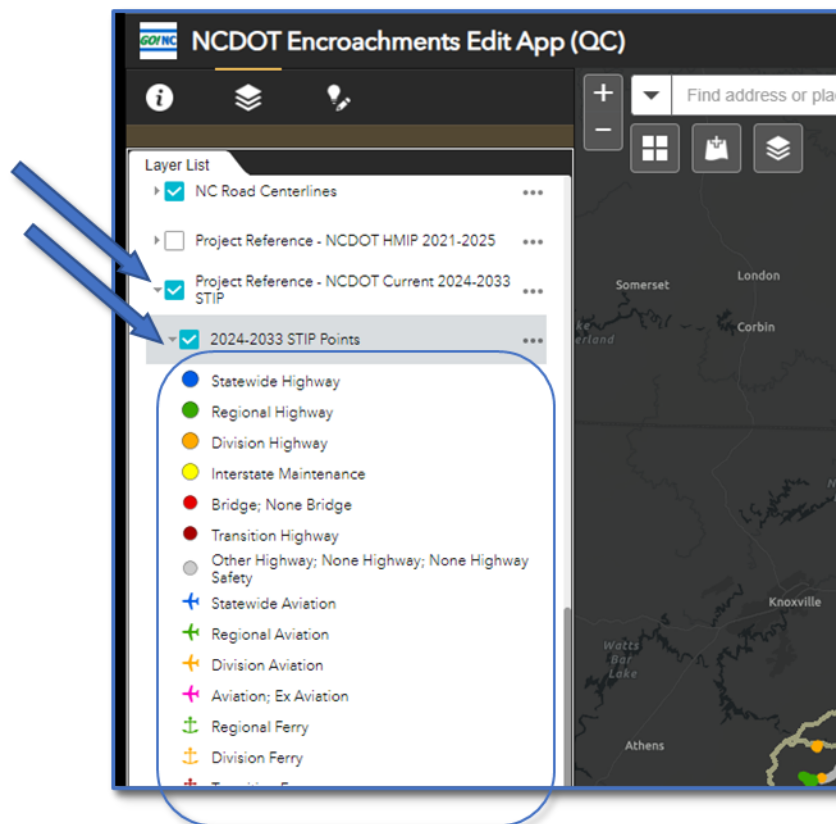 GO!NC
NCDOT Encroachments Edit App (QC)
Find address or pla
Layer List
NC Road Centerlines
Project Reference - NCDOT HMIP 2021-2025
Project Reference - NCDOT Current 2024-2033
STIP
2024-2033 STIP Points
Statewide Highway
Regional Highway
Division Highway
Interstate Maintenance
Bridge; None Bridge
Transition Highway
Other Highway; None Highway; None Highway
Safety
Statewide Aviation
Regional Aviation
Division Aviation
Aviation; Ex Aviation
Regional Ferry
Division Ferry
Somerset
London
Corbin
erland
Knoxville
Watts
Bar
Lake
Athens